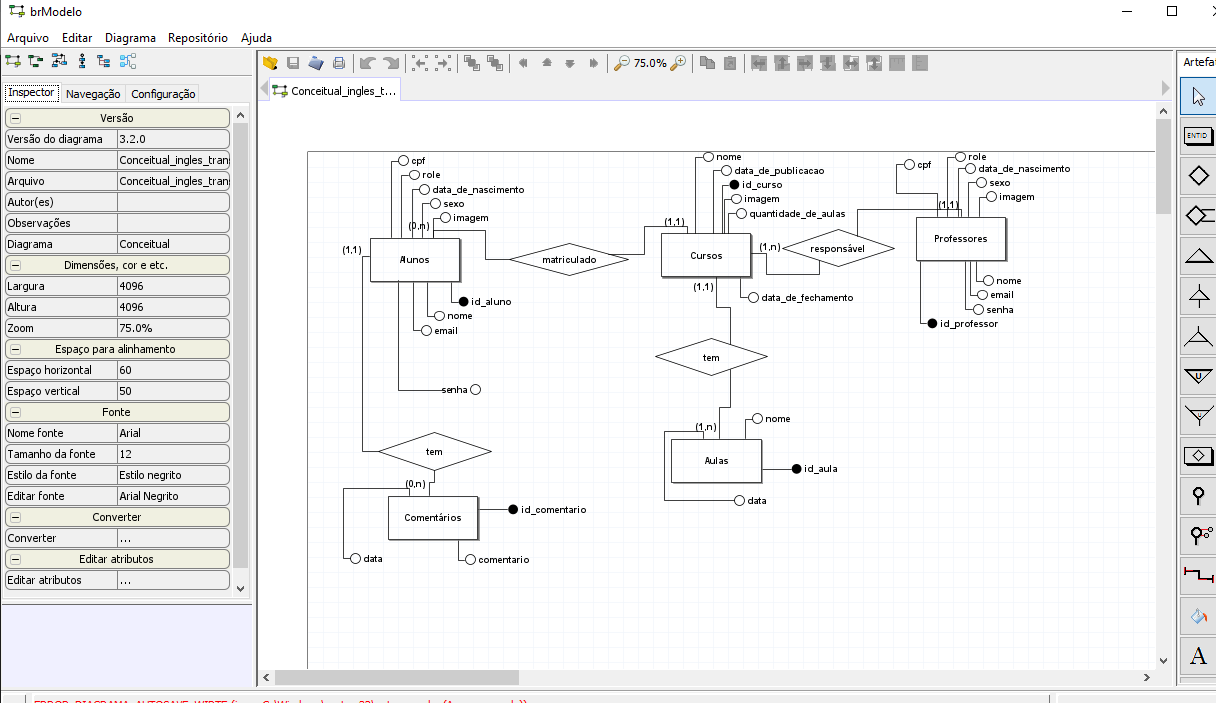 brModelo
Arquivo Editar Diagrama Repositório Ajuda
75.0%
Artefa
Inspector Navegação Configuração
Conceitual_ingles_t...
Versão
Versão do diagrama 3.2.0
Nome Conceitual_ingles_tran
Arquivo Conceitual_ingles_tran
Autor(es)
Observações
Diagrama Conceitual
Dimensões, cor e etc.
Largura 4096
Altura 4096
Zoom 75.0%
Espaço para alinhamento
Espaço horizontal 60
Espaço vertical 50
Fonte
Nome fonte Arial
Tamanho da fonte 12
Estilo da fonte Estilo negrito
Editar fonte Arial Negrito
Converter
Converter ...
Editar atributos
Editar atributos ...
cpf
role
data_de_nascimento
sexo
imagem
(0,n)
(1,1)
Alunos
id_aluno
nome
email
senha
matriculado
nome
data_de_publicacao
id_curso
imagem
quantidade_de_aulas
(1,1)
Cursos
(1,n)
(1,1)
data_de_fechamento
responsável
cpf
role
data_de_nascimento
sexo
imagem
(1,1)
Professores
nome
email
senha
id_professor
tem
(1,n)
nome
Aulas
id_aula
data
tem
(0,n)
Comentários
id_comentario
data
comentario
ENTID
U
A